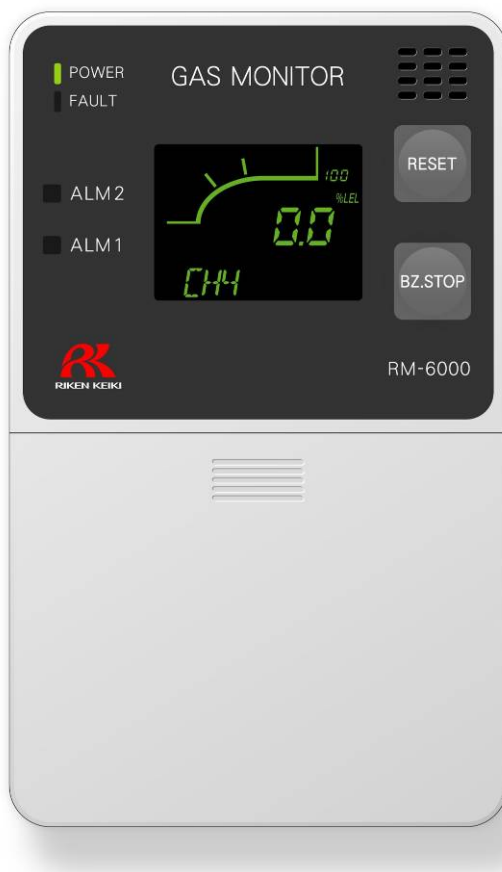 POWER
FAULT
GAS MONITOR
RESET
100
%LEL
0.0
ALM2
ALM1
BZ.STOP
CH4
RIKEN KEIKI
RM-6000